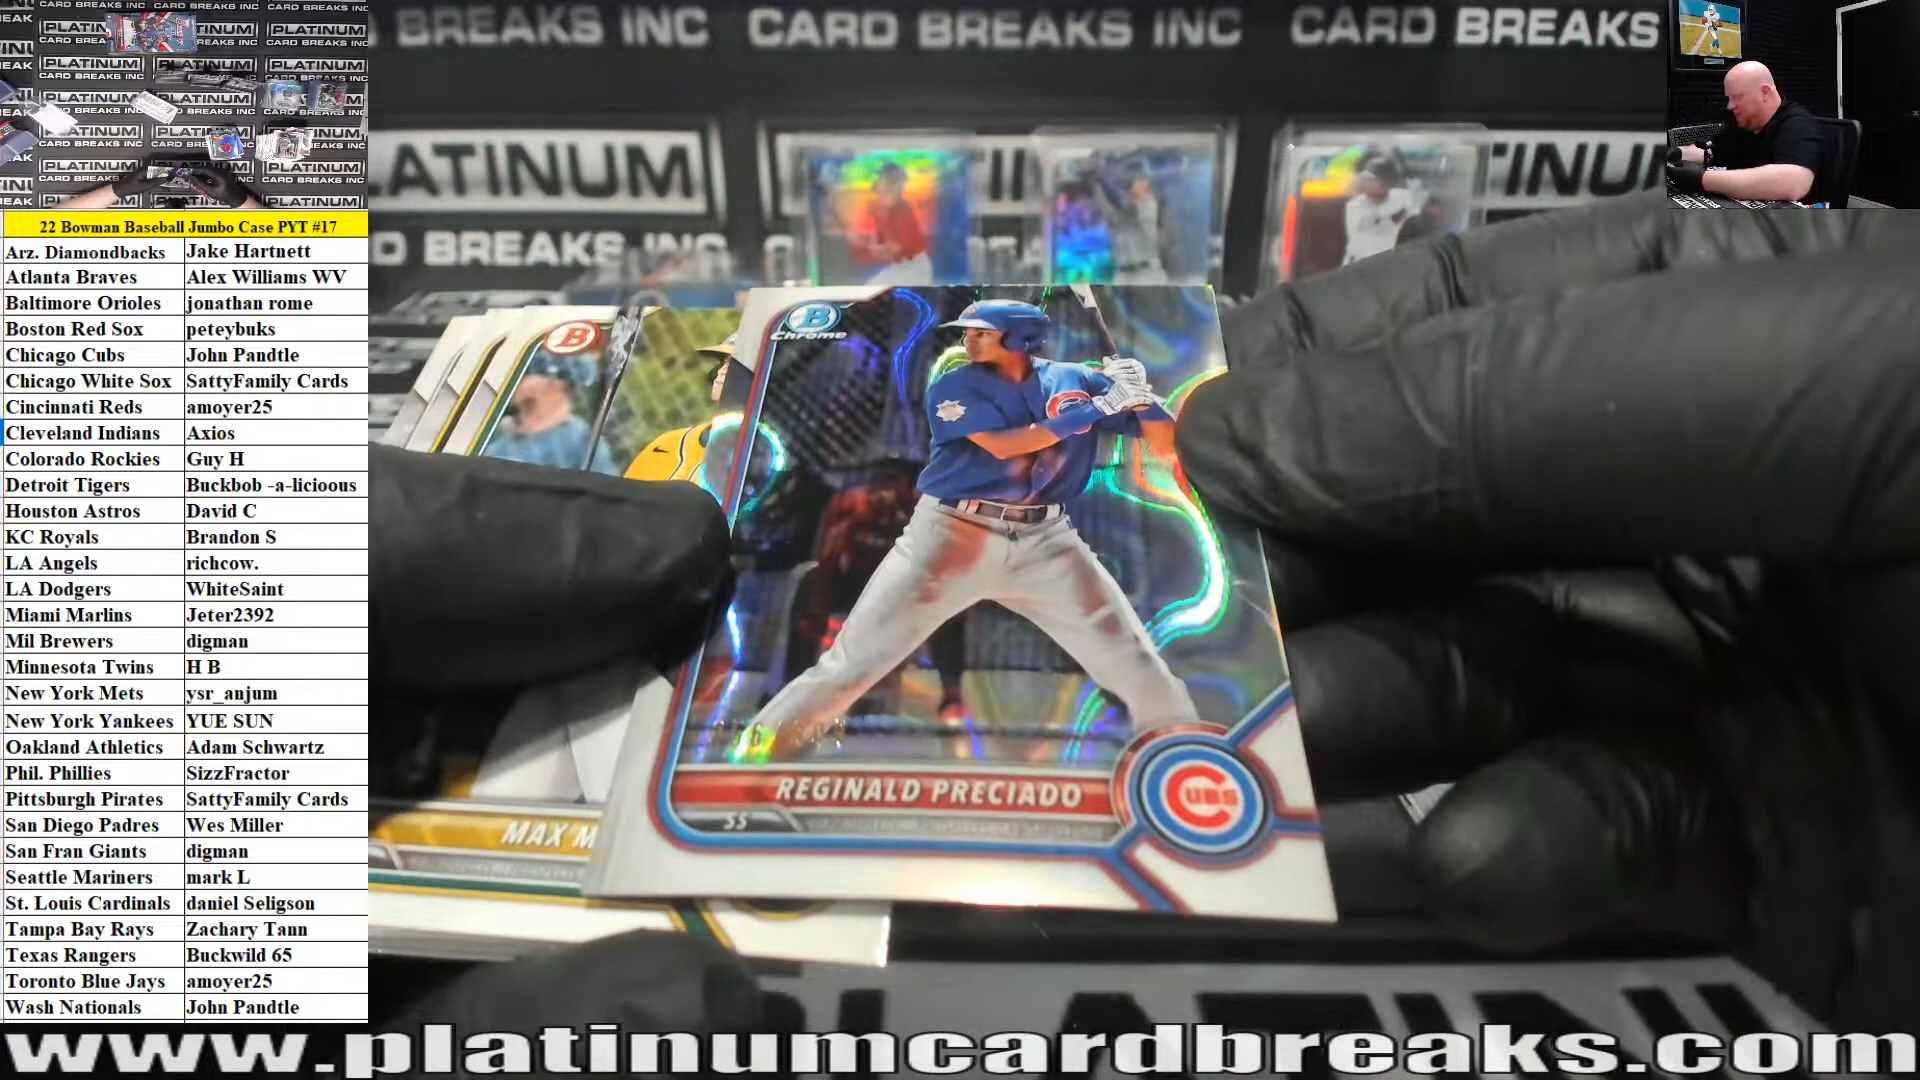 CARD BREAKS INC
CARD BREAKS INC
CARD BREAKS
PLATINUM
22 Bowman Baseball Jumbo Case PYT #17
Arz. Diamondbacks Jake Hartnett
Atlanta Braves Alex Williams WV
Baltimore Orioles jonathan rome
Boston Red Sox peteybuks
Chicago Cubs John Pandtle
Chicago White Sox SattyFamily Cards
Cincinnati Reds amoyer25
Cleveland Indians Axios
Colorado Rockies Guy H
Detroit Tigers Buckbob -a-licioous
Houston Astros David C
KC Royals Brandon S
LA Angels richcow.
LA Dodgers WhiteSaint
Miami Marlins Jeter2392
Mil Brewers digman
Minnesota Twins H B
New York Mets ysr_anjum
New York Yankees YUE SUN
Oakland Athletics Adam Schwartz
Phil. Phillies SizzFractor
Pittsburgh Pirates SattyFamily Cards
San Diego Padres Wes Miller
San Fran Giants digman
Seattle Mariners mark L
St. Louis Cardinals daniel Seligson
Tampa Bay Rays Zachary Tann
Texas Rangers Buckwild 65
Toronto Blue Jays amoyer25
Wash Nationals John Pandtle
B
Chrome
B
REGINALD PRECIADO
SS
CUBS
MAX M
www.platinumcardbreaks.com